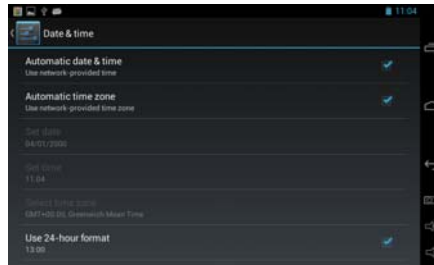 11:04
Date & time
Automatic date & time
Use network-provided time
Automatic time zone
Use network-provided time zone
Set date
04/01/2000
Set time
11:04
Select time zone
GMT+00:00, Greenwich Mean Time
Use 24-hour format
13:00